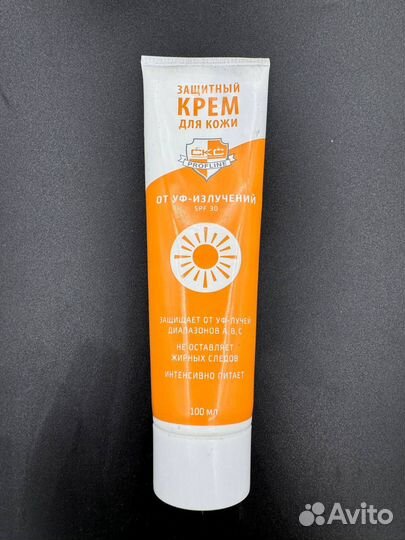 ЗАЩИТНЫЙ
КРЕМ
ДЛЯ КОЖИ
СКС
PROFLINE
ОТ УФ-ИЗЛУЧЕНИЙ
SPF 30
ЗАЩИЩАЕТ ОТ УФ-ЛУЧЕЙ
ДИАПАЗОНОВ А, В, С
НЕ ОСТАВЛЯЕТ
ЖИРНЫХ СЛЕДОВ
ИНТЕНСИВНО ПИТАЕТ
100 МЛ
Avito